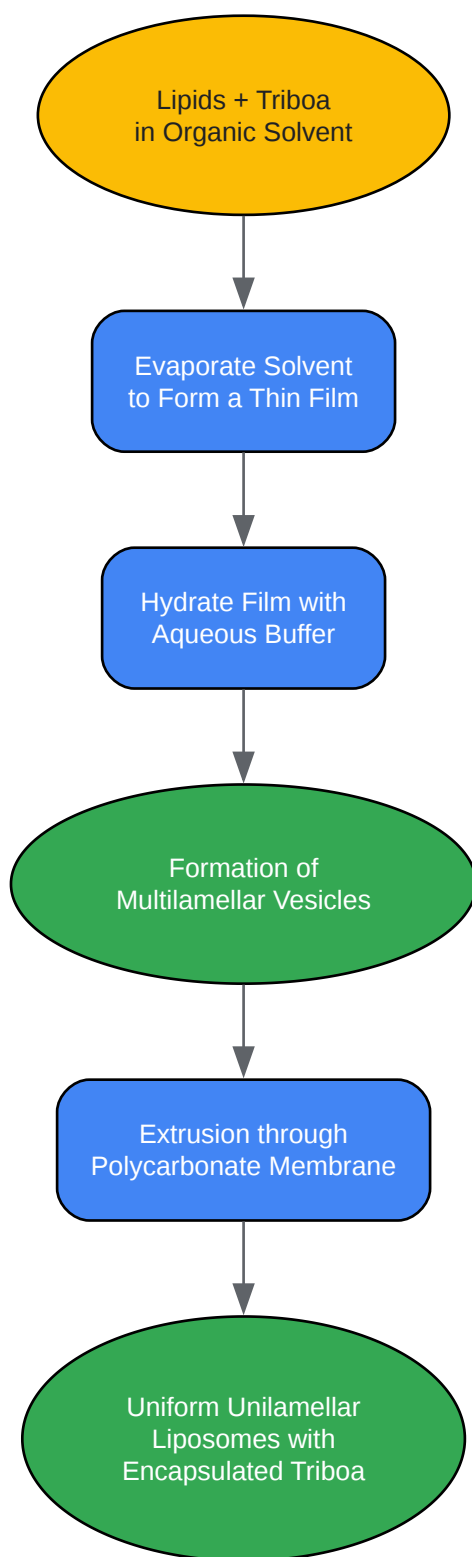 Lipids + Triboa
in Organic Solvent
Evaporate Solvent
to Form a Thin Film
Hydrate Film with
Aqueous Buffer
Formation of
Multilamellar Vesicles
Extrusion through
Polycarbonate Membrane
Uniform Unilamellar
Liposomes with
Encapsulated Triboa